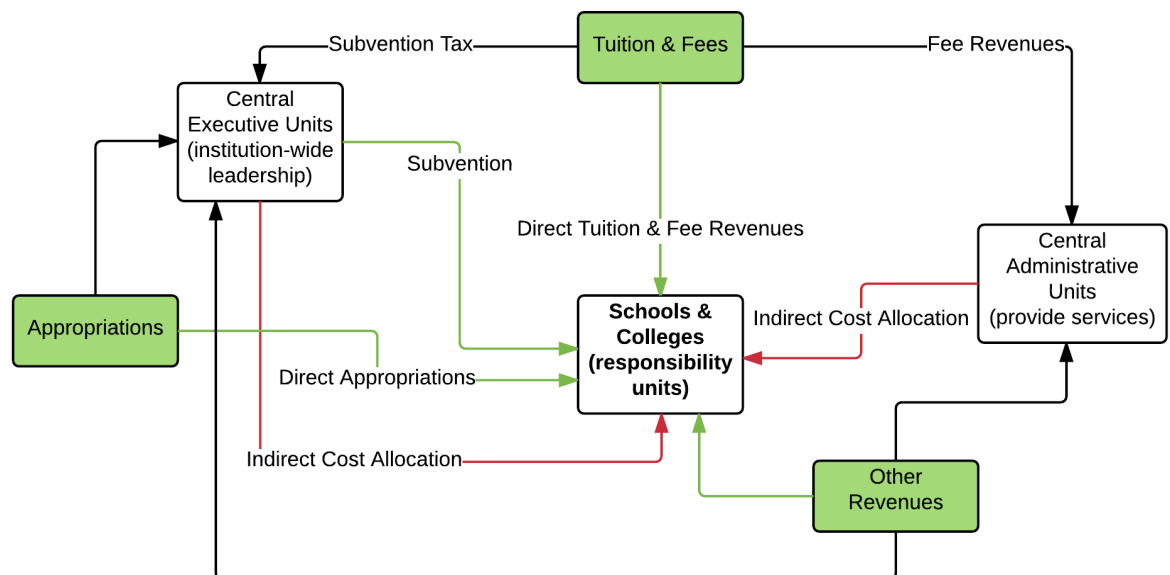 Subvention Tax
Tuition & Fees
Fee Revenues
Central
Executive Units
(institution-wide
leadership)
Subvention
Direct Tuition & Fee Revenues
Central
Administrative
Units
(provide services)
Appropriations
Schools &
Colleges
(responsibility
units)
Indirect Cost Allocation
Direct Appropriations
Indirect Cost Allocation
Other
Revenues